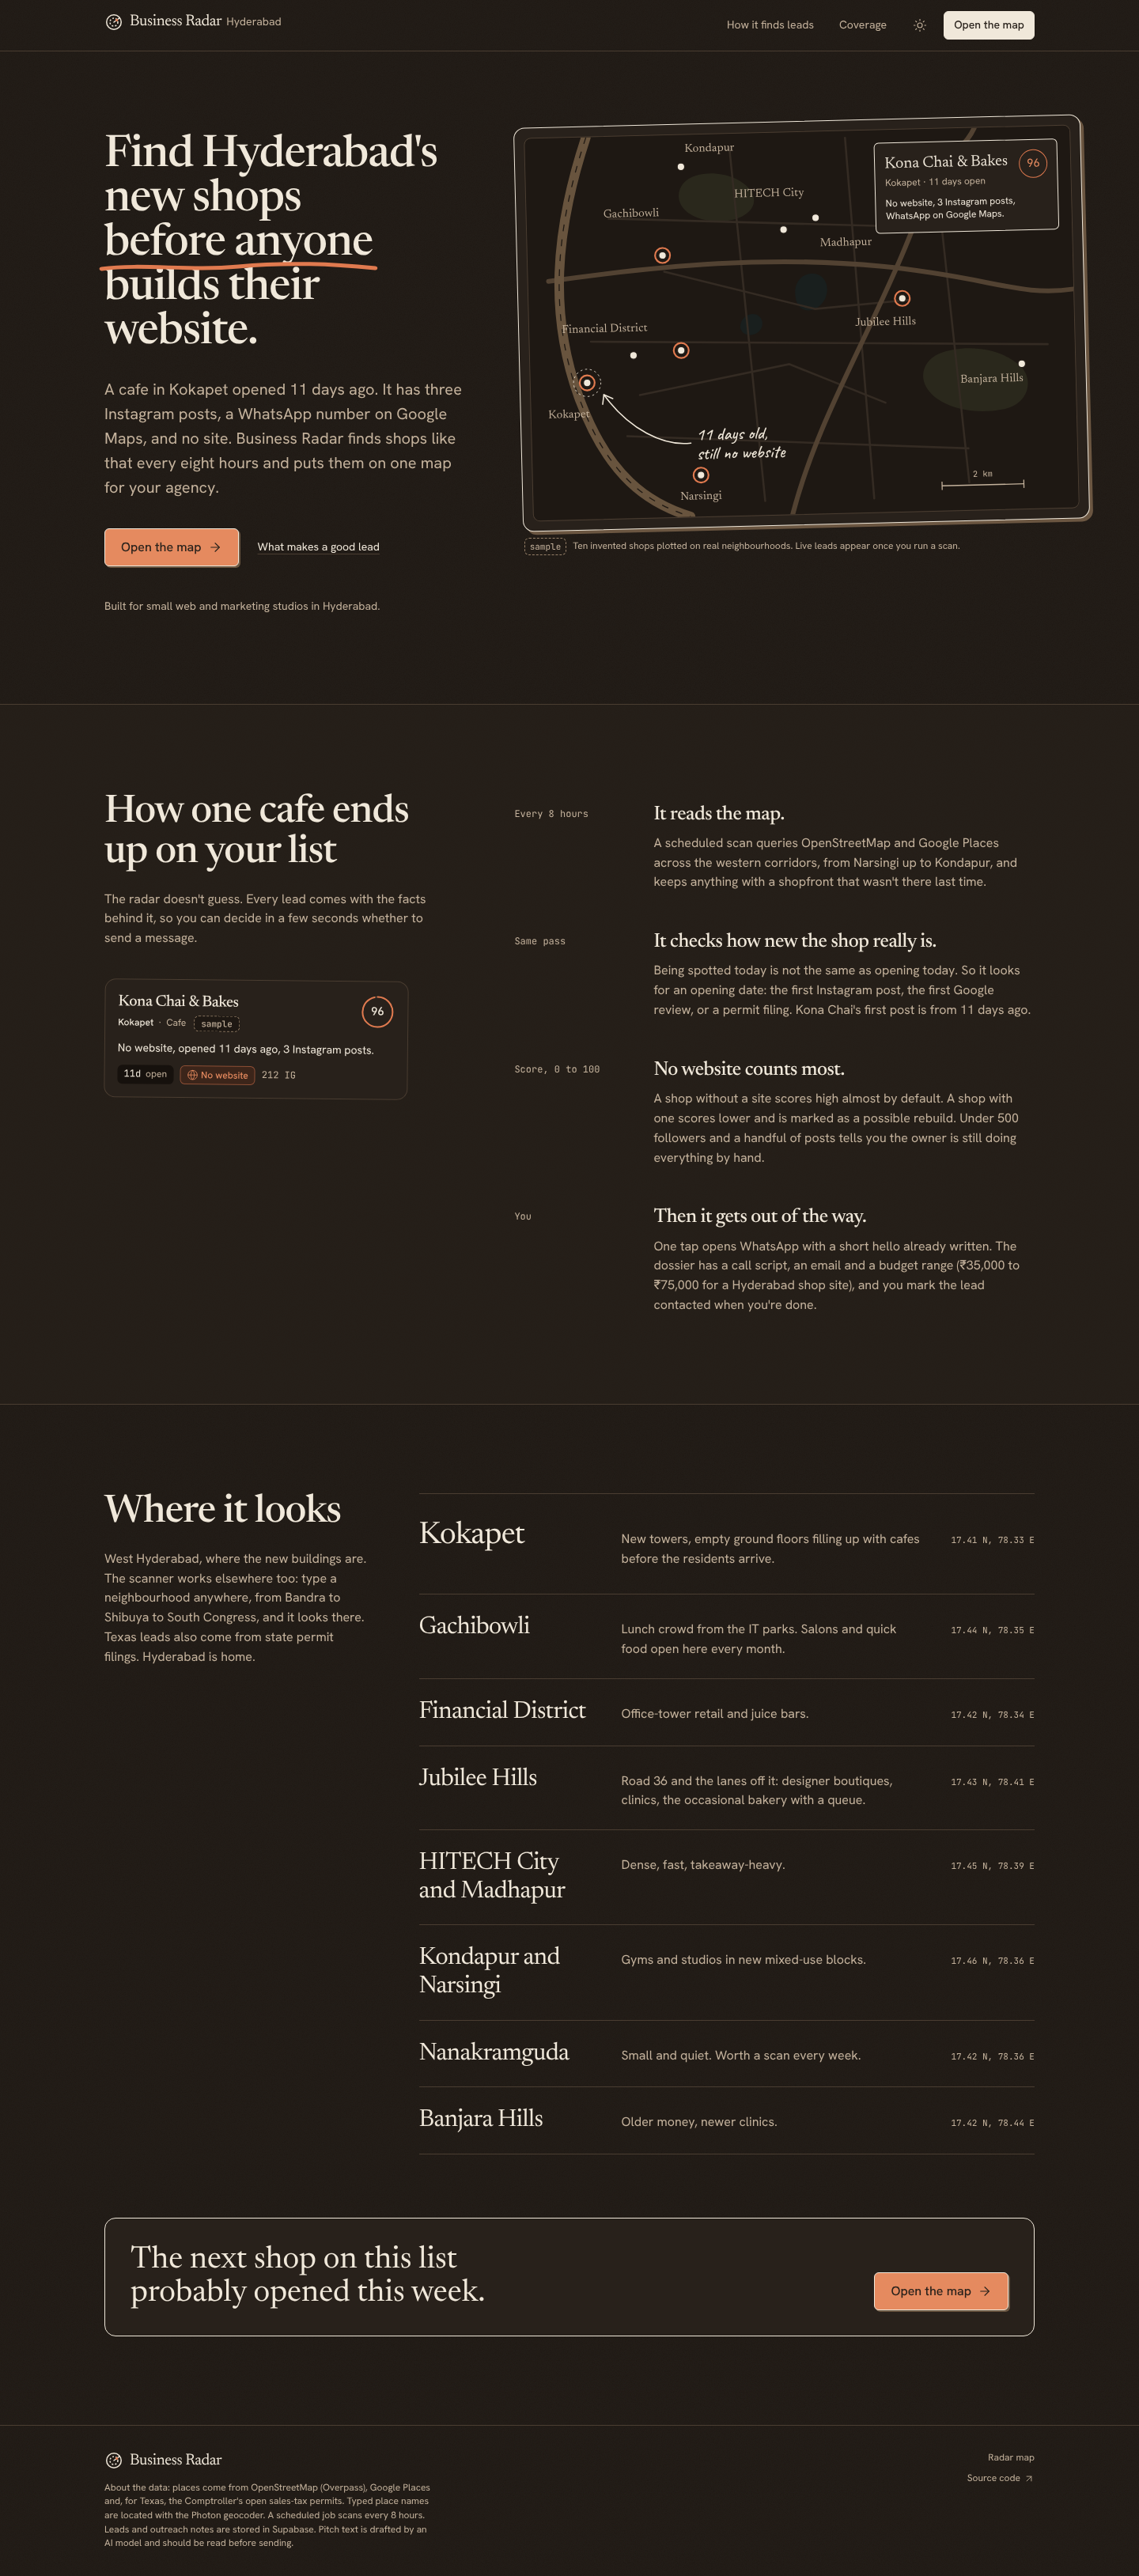 Business Radar Hyderabad
How it finds leads
Coverage
Open the map
Find Hyderabad's
new shops
before anyone
builds their
website.
A cafe in Kokapet opened 11 days ago. It has three
Instagram posts, a WhatsApp number on Google
Maps, and no site. Business Radar finds shops like
that every eight hours and puts them on one map
for your agency.
Open the map →
What makes a good lead
Built for small web and marketing studios in Hyderabad.
Kondapur
HITECH City
Gachibowli
Madhapur
Kona Chai & Bakes 96
Kokapet · 11 days open
No website, 3 Instagram posts,
WhatsApp on Google Maps.
Jubilee Hills
Financial District
Banjara Hills
Kokapet
11 days old,
still no website
2 km
Narsingi
sample Ten invented shops plotted on real neighbourhoods. Live leads appear once you run a scan.
How one cafe ends
up on your list
The radar doesn't guess. Every lead comes with the facts
behind it, so you can decide in a few seconds whether to
send a message.
Kona Chai & Bakes
96
Kokapet · Cafe sample
No website, opened 11 days ago, 3 Instagram posts.
11d open No website 212 IG
Every 8 hours
It reads the map.
A scheduled scan queries OpenStreetMap and Google Places
across the western corridors, from Narsingi up to Kondapur, and
keeps anything with a shopfront that wasn't there last time.
Same pass
It checks how new the shop really is.
Being spotted today is not the same as opening today. So it looks
for an opening date: the first Instagram post, the first Google
review, or a permit filing. Kona Chai's first post is from 11 days ago.
Score, 0 to 100
No website counts most.
A shop without a site scores high almost by default. A shop with
one scores lower and is marked as a possible rebuild. Under 500
followers and a handful of posts tells you the owner is still doing
everything by hand.
You
Then it gets out of the way.
One tap opens WhatsApp with a short hello already written. The
dossier has a call script, an email and a budget range (₹35,000 to
₹75,000 for a Hyderabad shop site), and you mark the lead
contacted when you're done.
Where it looks
West Hyderabad, where the new buildings are.
The scanner works elsewhere too: type a
neighbourhood anywhere, from Bandra to
Shibuya to South Congress, and it looks there.
Texas leads also come from state permit
filings. Hyderabad is home.
Kokapet
New towers, empty ground floors filling up with cafes
before the residents arrive.
17.41 N, 78.33 E
Gachibowli
Lunch crowd from the IT parks. Salons and quick
food open here every month.
17.44 N, 78.35 E
Financial District
Office-tower retail and juice bars.
17.42 N, 78.34 E
Jubilee Hills
Road 36 and the lanes off it: designer boutiques,
clinics, the occasional bakery with a queue.
17.43 N, 78.41 E
HITECH City
and Madhapur
Dense, fast, takeaway-heavy.
17.45 N, 78.39 E
Kondapur and
Narsingi
Gyms and studios in new mixed-use blocks.
17.46 N, 78.36 E
Nanakramguda
Small and quiet. Worth a scan every week.
17.42 N, 78.36 E
Banjara Hills
Older money, newer clinics.
17.42 N, 78.44 E
The next shop on this list
probably opened this week.
Open the map →
Business Radar
About the data: places come from OpenStreetMap (Overpass), Google Places
and, for Texas, the Comptroller's open sales-tax permits. Typed place names
are located with the Photon geocoder. A scheduled job scans every 8 hours.
Leads and outreach notes are stored in Supabase. Pitch text is drafted by an
AI model and should be read before sending.
Radar map
Source code ↗